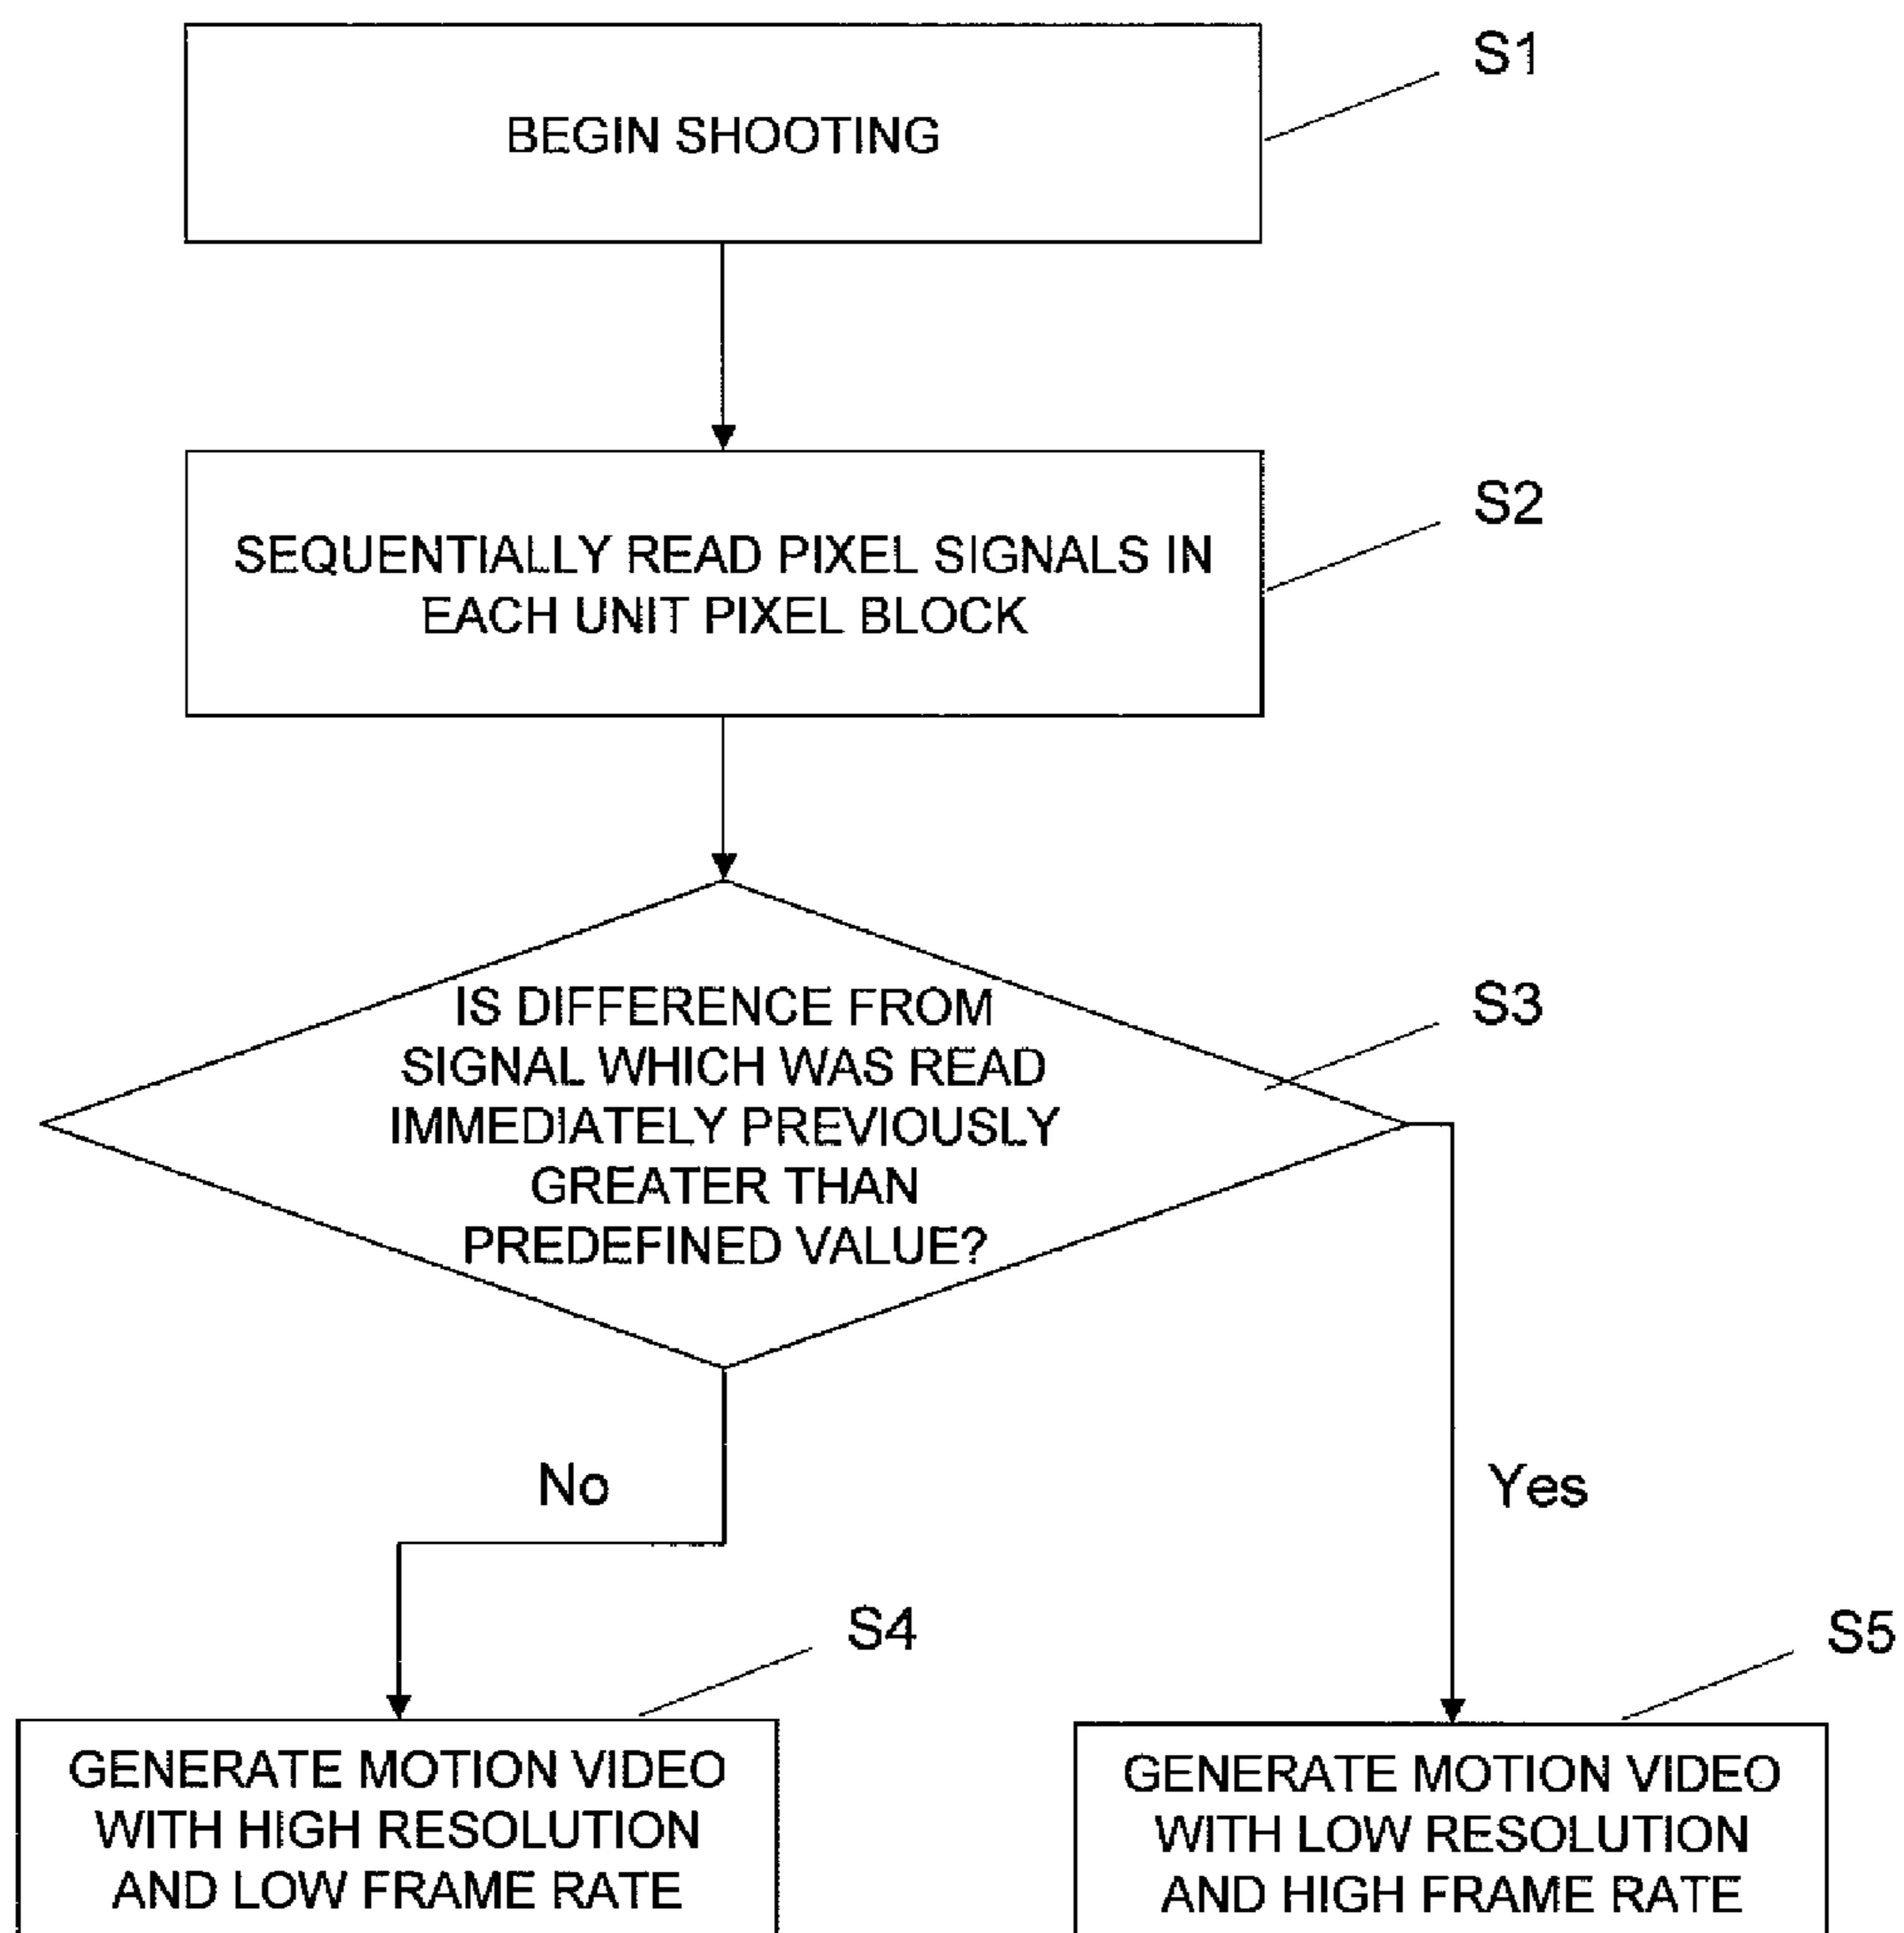 S1
BEGIN SHOOTING
S2
SEQUENTIALLY READ PIXEL SIGNALS IN
EACH UNIT PIXEL BLOCK
S3
IS DIFFERENCE FROM
SIGNAL WHICH WAS READ
IMMEDIATELY PREVIOUSLY
GREATER THAN
PREDEFINED VALUE?
No
Yes
S4
GENERATE MOTION VIDEO
WITH HIGH RESOLUTION
AND LOW FRAME RATE
S5
GENERATE MOTION VIDEO
WITH LOW RESOLUTION
AND HIGH FRAME RATE